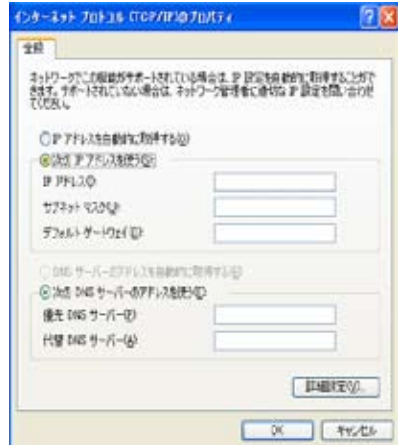 インターネット プロトコル (TCP/IP)のプロパティ
全般
ネットワークでこの機能がサポートされている場合は、IP 設定を自動的に取得することがで
きます。サポートされていない場合は、ネットワーク管理者に適切な IP 設定を問い合わせ
てください。
IP アドレスを自動的に取得する(O)
次の IP アドレスを使う(S):
IP アドレス(I):
サブネット マスク(U):
デフォルト ゲートウェイ(D):
DNS サーバーのアドレスを自動的に取得する(B)
次の DNS サーバーのアドレスを使う(E):
優先 DNS サーバー(P):
代替 DNS サーバー(A):
詳細設定(V)...
OK
キャンセル